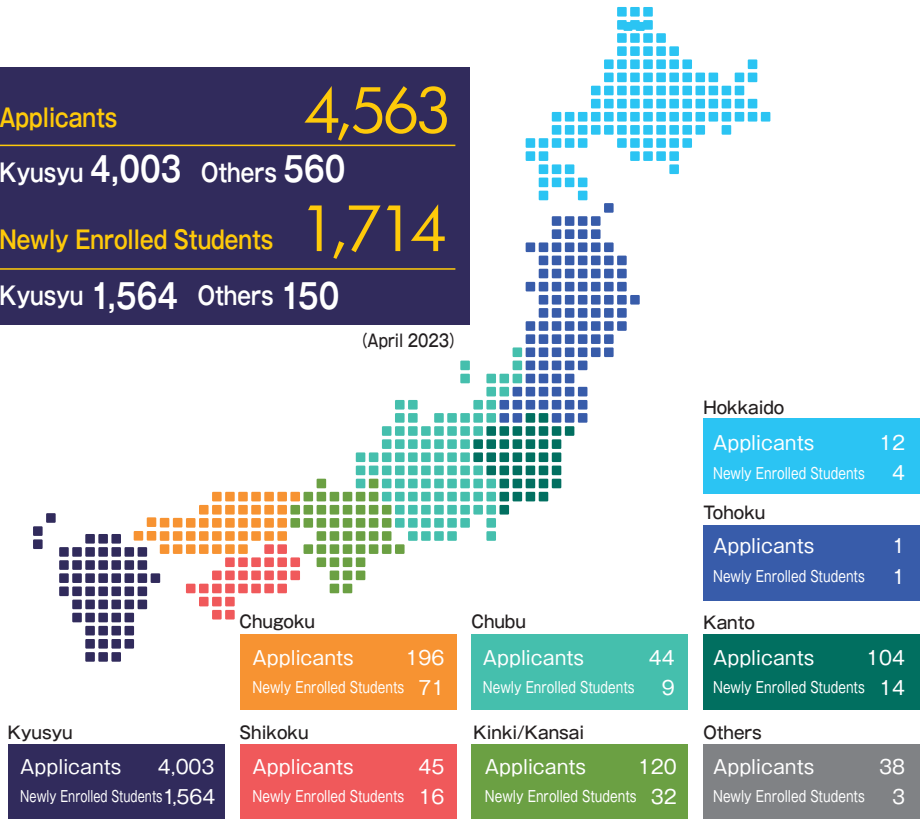 Applicants 4,563
Kyusyu 4,003 Others 560
Newly Enrolled Students 1,714
Kyusyu 1,564 Others 150
(April 2023)
Hokkaido
Applicants 12
Newly Enrolled Students 4
Tohoku
Applicants 1
Newly Enrolled Students 1
Chugoku
Applicants 196
Newly Enrolled Students 71
Chubu
Applicants 44
Newly Enrolled Students 9
Kanto
Applicants 104
Newly Enrolled Students 14
Kyusyu
Applicants 4,003
Newly Enrolled Students 1,564
Shikoku
Applicants 45
Newly Enrolled Students 16
Kinki/Kansai
Applicants 120
Newly Enrolled Students 32
Others
Applicants 38
Newly Enrolled Students 3